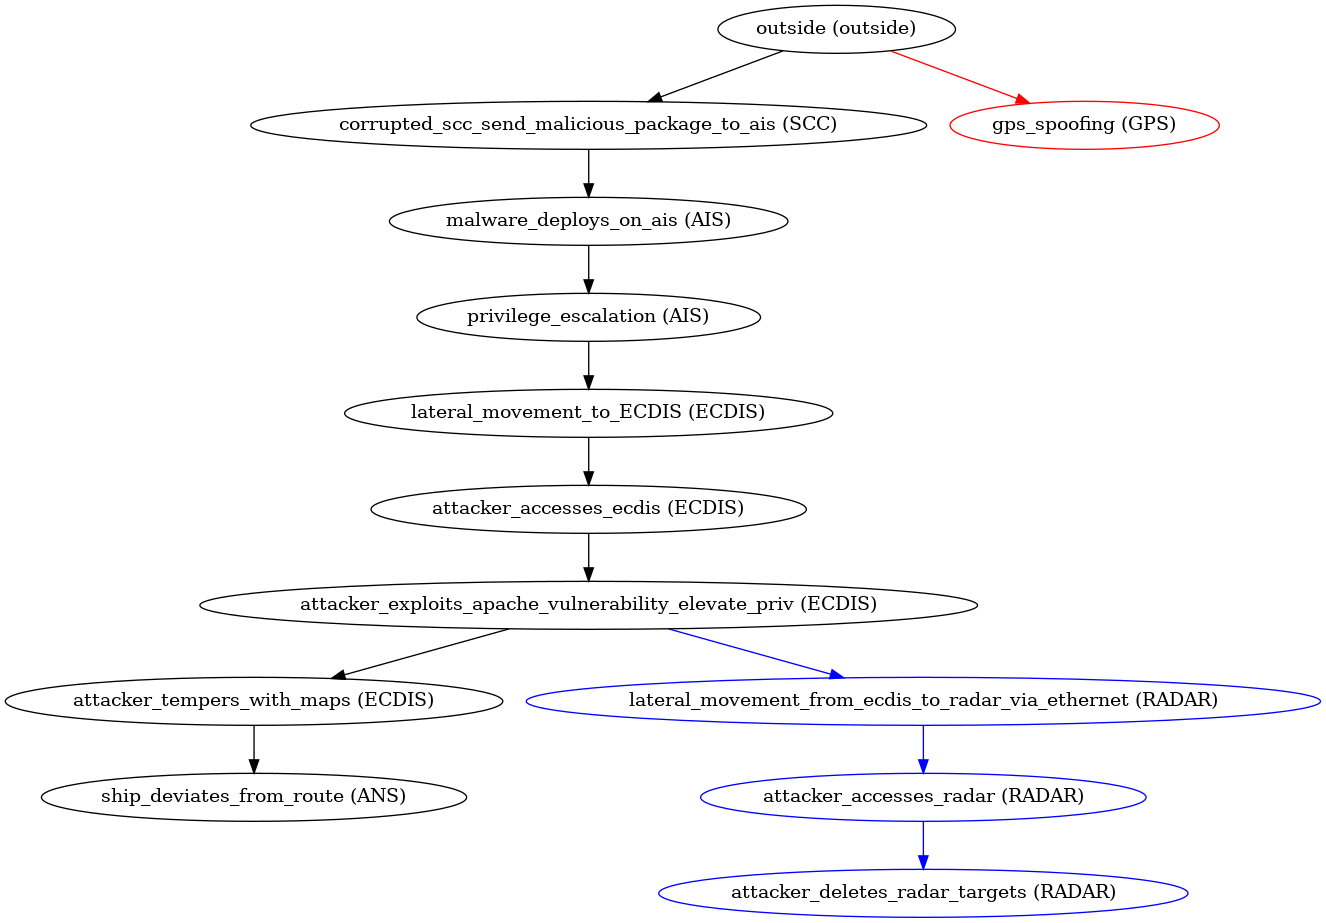 outside (outside)
corrupted_scc_send_malicious_package_to_ais (SCC)
gps_spoofing (GPS)
malware_deploys_on_ais (AIS)
privilege_escalation (AIS)
lateral_movement_to_ECDIS (ECDIS)
attacker_accesses_ecdis (ECDIS)
attacker_exploits_apache_vulnerability_elevate_priv (ECDIS)
attacker_tempers_with_maps (ECDIS)
lateral_movement_from_ecdis_to_radar_via_ethernet (RADAR)
ship_deviates_from_route (ANS)
attacker_accesses_radar (RADAR)
attacker_deletes_radar_targets (RADAR)